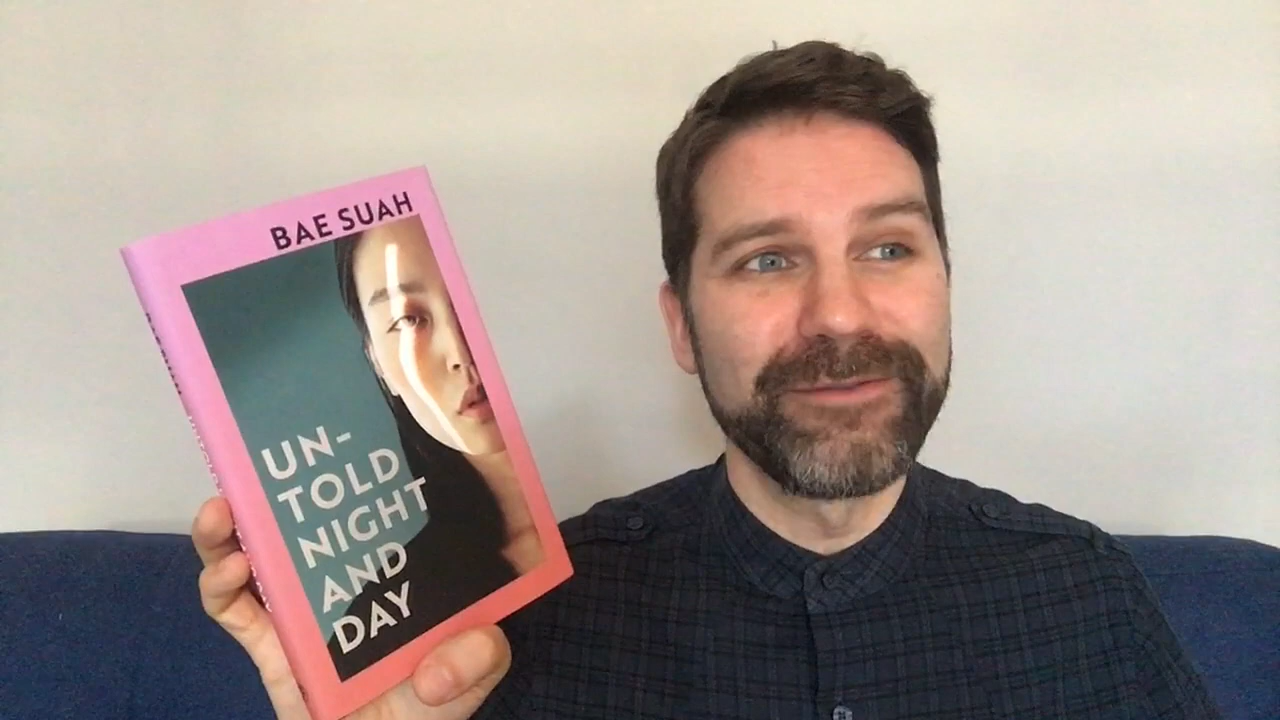 BAE SUAH
UN-
TOLD
NIGHT
AND
DAY